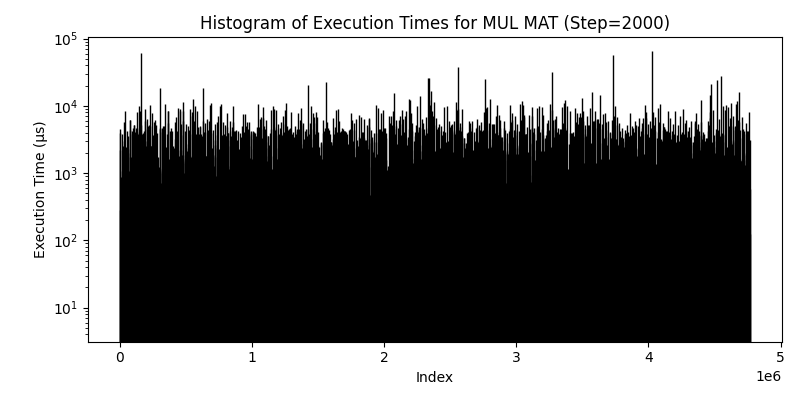 Histogram of Execution Times for MUL MAT (Step=2000)
Execution Time (μs)
10^5
10^4
10^3
10^2
10^1
0 1 2 3 4 5
1e6
Index